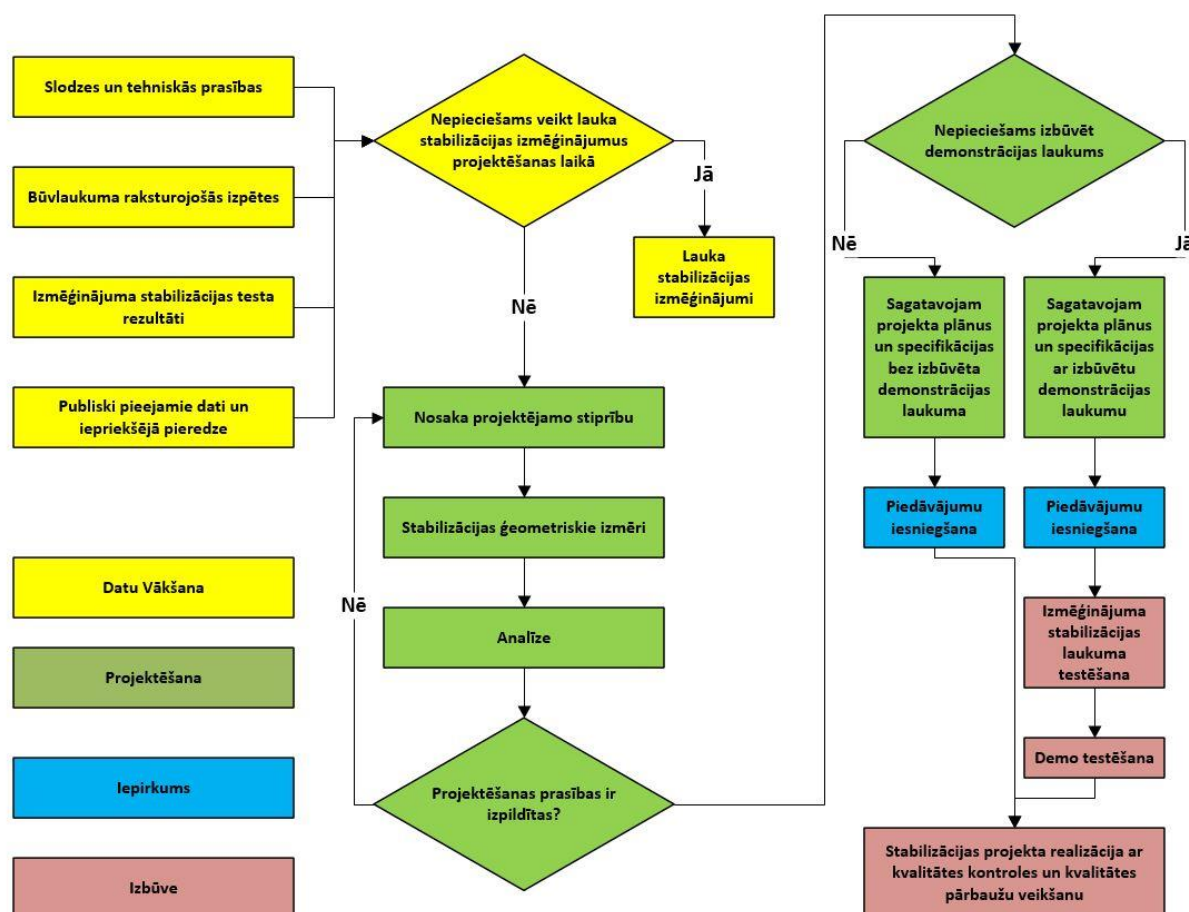 Slodzes un tehniskās prasības
Būvlaukuma raksturojošās izpētes
Izmēģinājuma stabilizācijas testa
rezultāti
Publiski pieejamie dati un
iepriekšējā pieredze
Nepieciešams veikt lauka
stabilizācijas izmēģinājumus
projektēšanas laikā
Jā
Lauka
stabilizācijas
izmēģinājumi
Nē
Nosaka projektējamo stiprību
Stabilizācijas ģeometriskie izmēri
Analīze
Nē
Projektēšanas prasības ir
izpildītas?
Datu Vākšana
Projektēšana
Iepirkums
Izbūve
Nepieciešams izbūvēt
demonstrācijas laukums
Nē
Jā
Sagatavojam
projekta plānus
un specifikācijas
bez izbūvēta
demonstrācijas
laukuma
Sagatavojam
projekta plānus
un specifikācijas
ar izbūvētu
demonstrācijas
laukumu
Piedāvājumu
iesniegšana
Piedāvājumu
iesniegšana
Izmēģinājuma
stabilizācijas
laukuma
testēšana
Demo testēšana
Stabilizācijas projekta realizācija ar
kvalitātes kontroles un kvalitātes
pārbaužu veikšanu